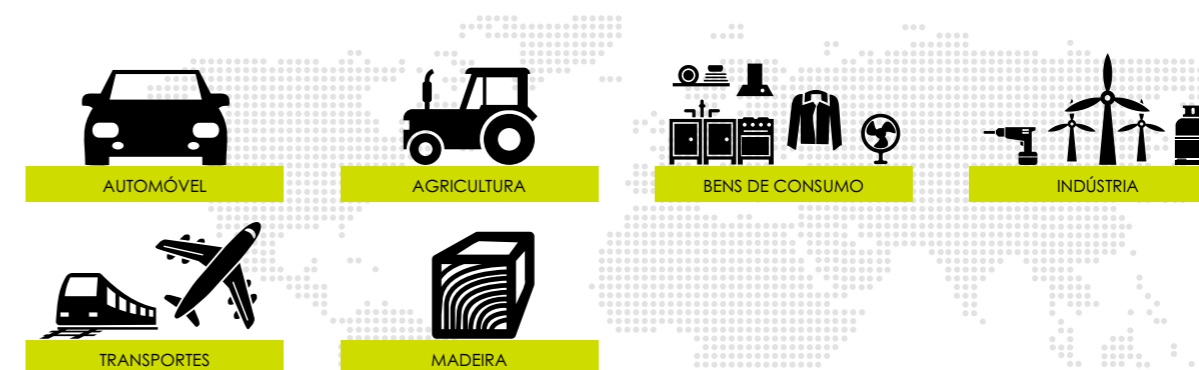 AUTOMÓVEL
AGRICULTURA
BENS DE CONSUMO
INDÚSTRIA
TRANSPORTES
MADEIRA